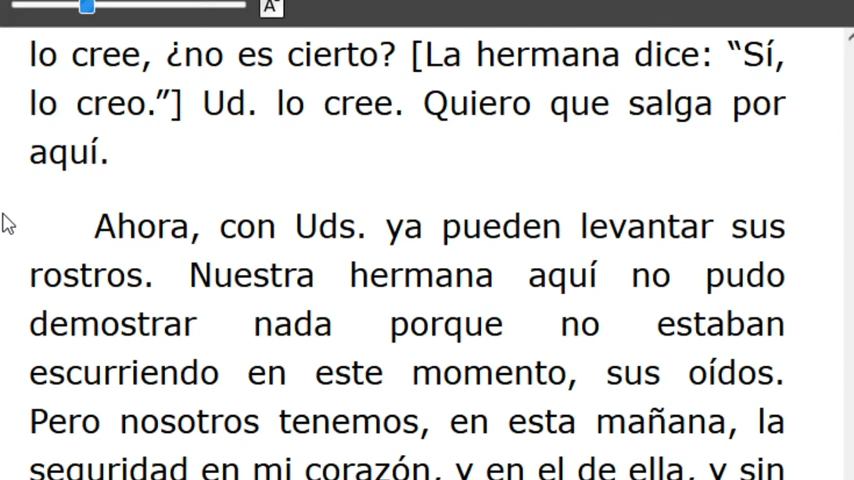 A
lo cree, ¿no es cierto? [La hermana dice: “Sí,
lo creo.”] Ud. lo cree. Quiero que salga por
aquí.
Ahora, con Uds. ya pueden levantar sus
rostros. Nuestra hermana aquí no pudo
demostrar nada porque no estaban
escurriendo en este momento, sus oídos.
Pero nosotros tenemos, en esta mañana, la
seguridad en mi corazón, y en el de ella, y sin